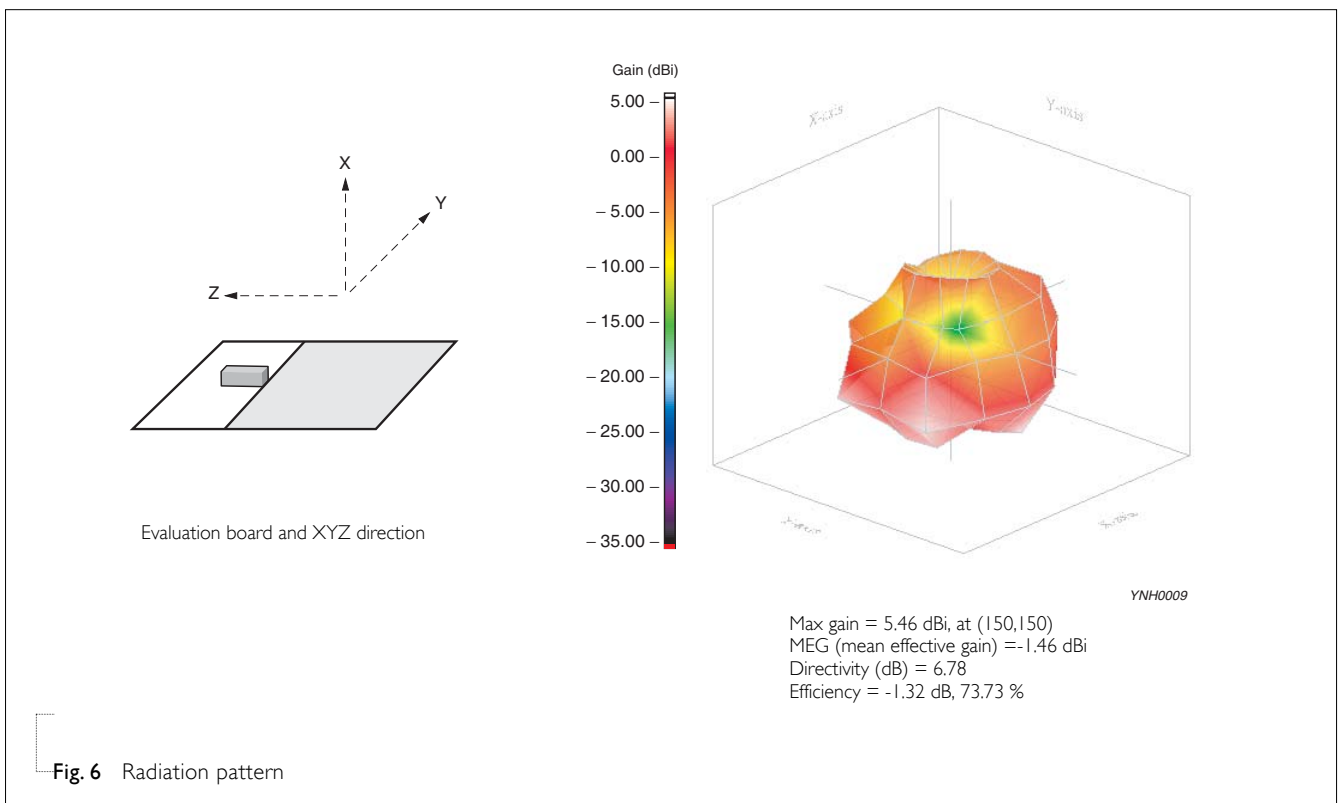 Gain (dBi)
5.00 –
0.00 –
– 5.00 –
– 10.00 –
– 15.00 –
– 20.00 –
– 25.00 –
– 30.00 –
– 35.00 –
X
Y
Z
Evaluation board and XYZ direction
X-axis
Y-axis
YNH0009
Max gain = 5.46 dBi, at (150,150)
MEG (mean effective gain) =-1.46 dBi
Directivity (dB) = 6.78
Efficiency = -1.32 dB, 73.73 %
Fig. 6 Radiation pattern